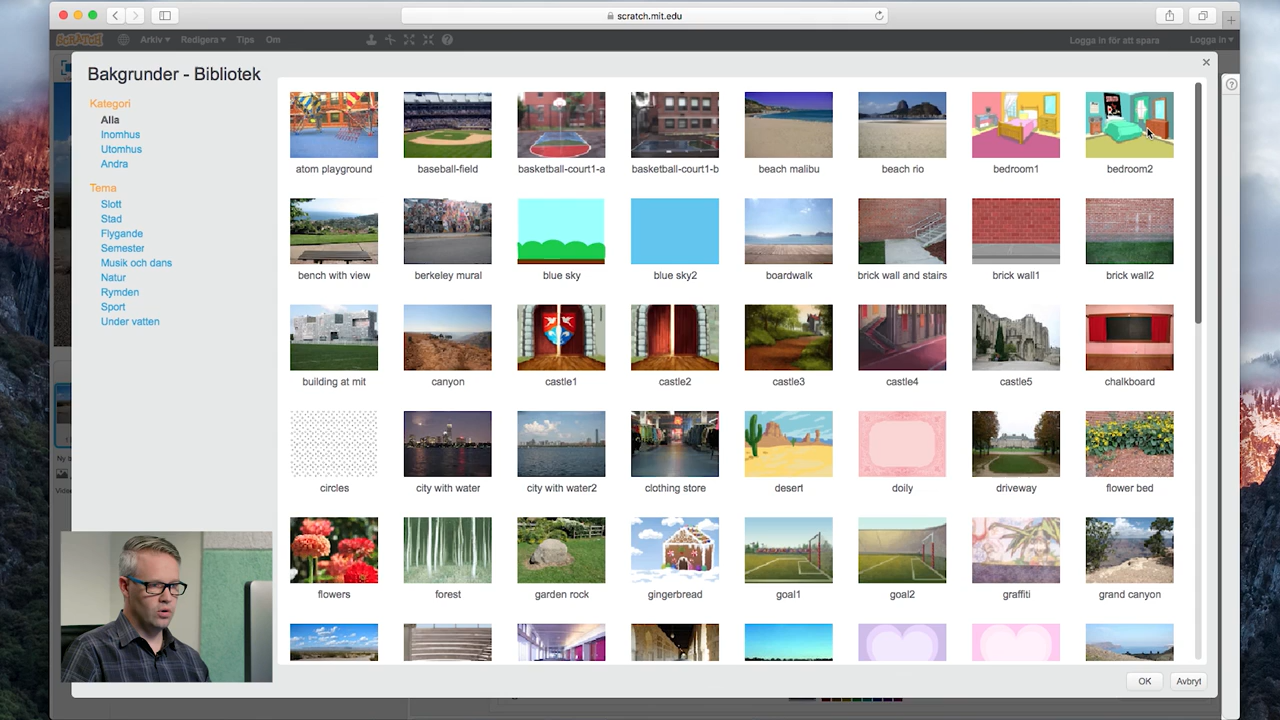 scratch.mit.edu
SCRATCH Arkiv Redigera Tips Om Logga in för att spara Logga in
Bakgrunder - Bibliotek
Kategori
Alla
Inomhus
Utomhus
Andra
Tema
Slott
Stad
Flygande
Semester
Musik och dans
Natur
Rymden
Sport
Under vatten
atom playground baseball-field basketball-court1-a basketball-court1-b beach malibu beach rio bedroom1 bedroom2
bench with view berkeley mural blue sky blue sky2 boardwalk brick wall and stairs brick wall1 brick wall2
building at mit canyon castle1 castle2 castle3 castle4 castle5 chalkboard
circles city with water city with water2 clothing store desert doily driveway flower bed
flowers forest garden rock gingerbread goal1 goal2 graffiti grand canyon
Ny
Video
OK Avbryt